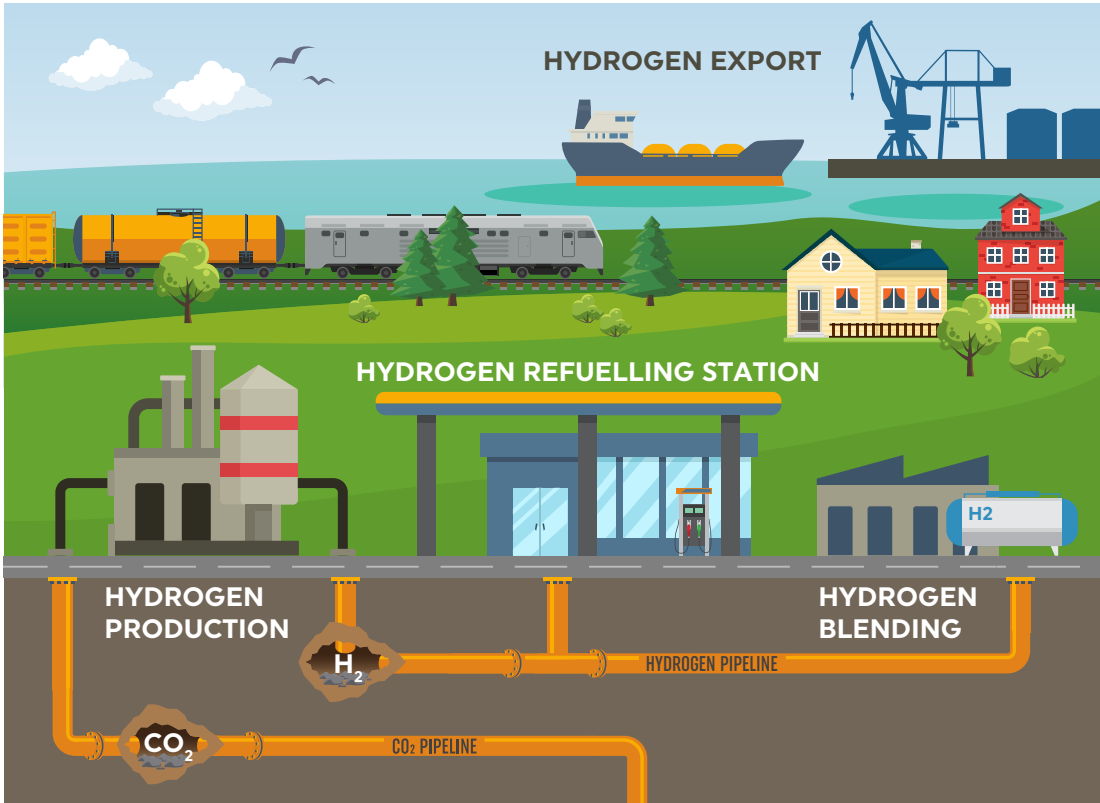 HYDROGEN EXPORT
HYDROGEN REFUELLING STATION
H2
HYDROGEN
PRODUCTION
HYDROGEN
BLENDING
H₂
HYDROGEN PIPELINE
CO₂
CO₂ PIPELINE